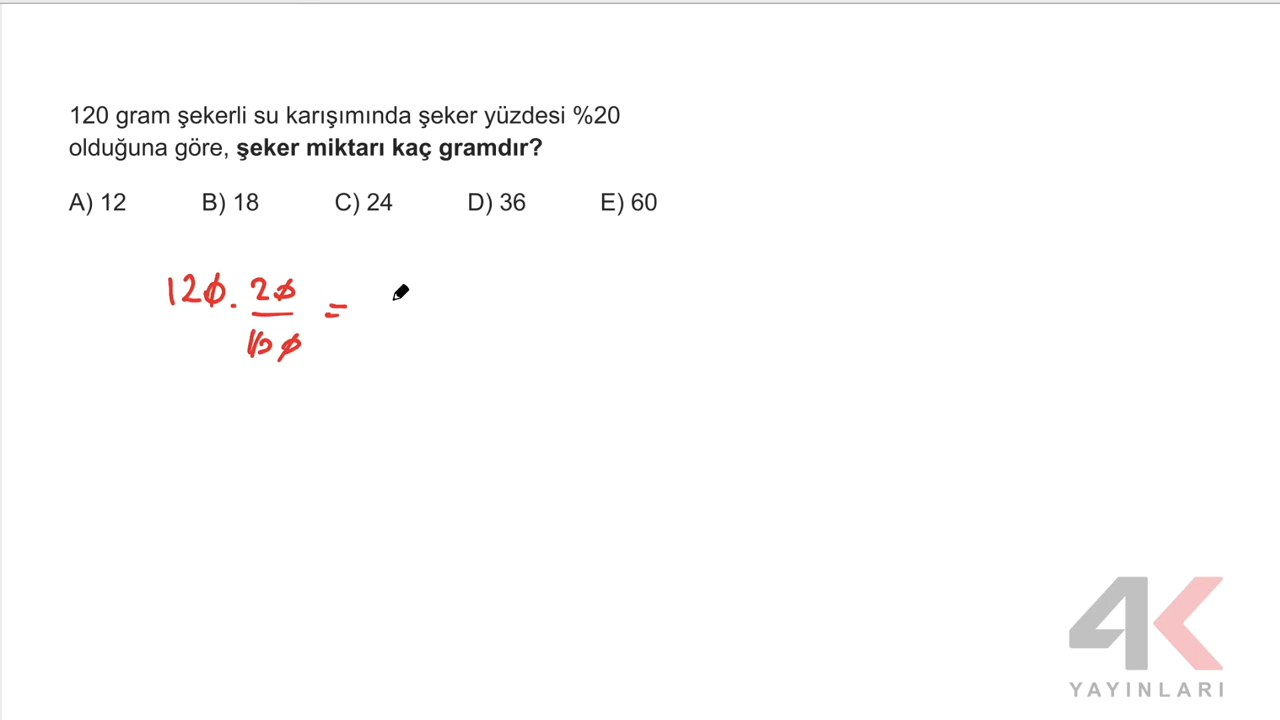 120 gram şekerli su karışımında şeker yüzdesi %20
olduğuna göre, şeker miktarı kaç gramdır?
A) 12 B) 18 C) 24 D) 36 E) 60
120 . 20/100 =
4K
YAYINLARI